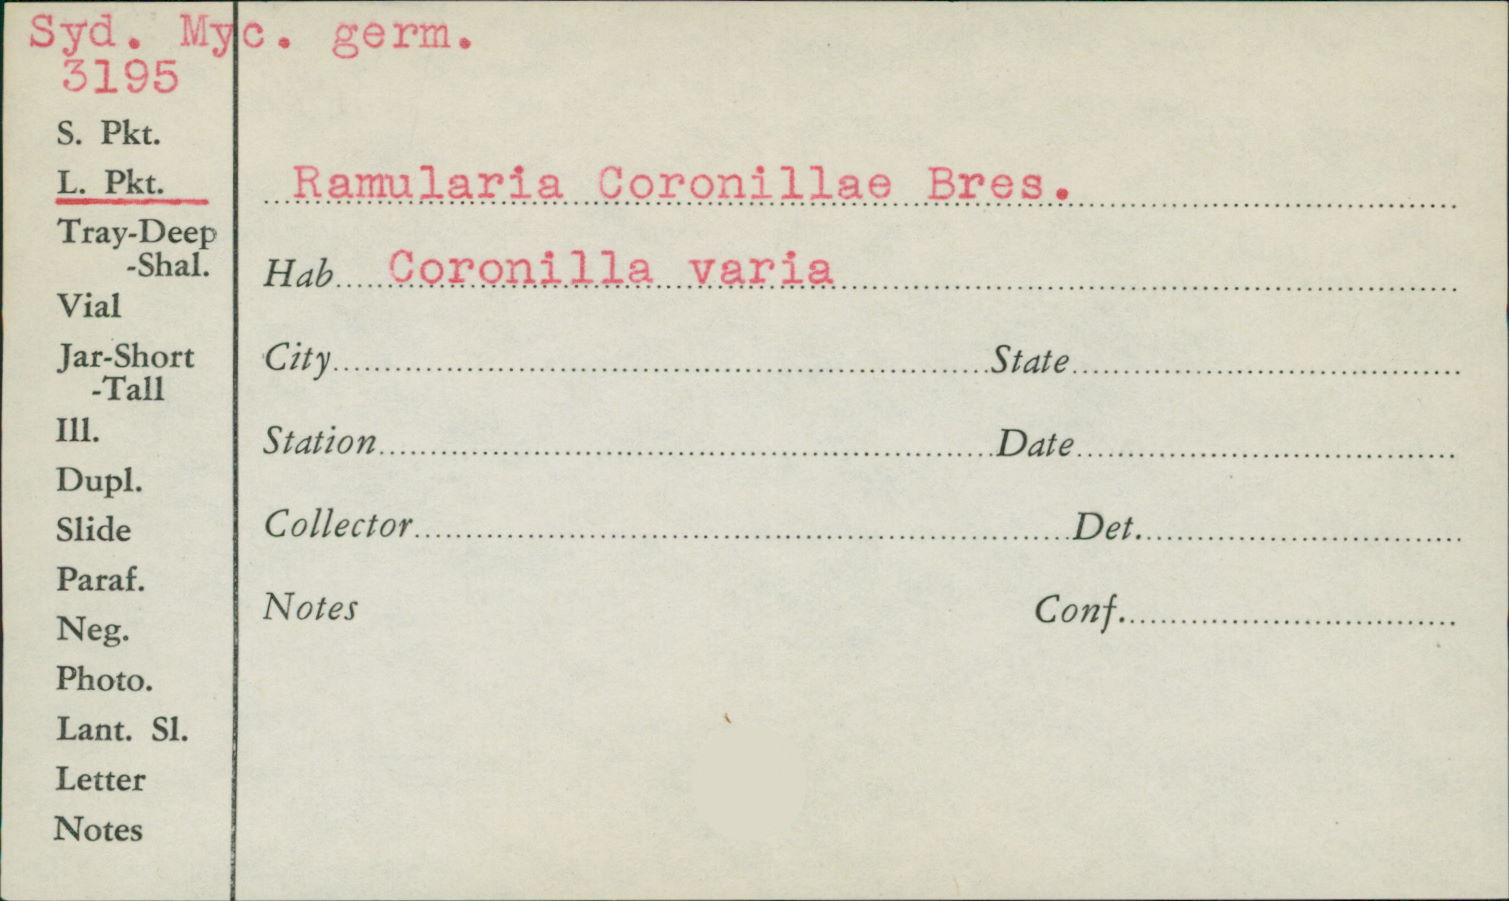 Syd. Myc. germ.
3195
S. Pkt.
L. Pkt.
Tray-Deep
-Shal.
Vial
Jar-Short
-Tall
Ill.
Dupl.
Slide
Paraf.
Neg.
Photo.
Lant. Sl.
Letter
Notes
Ramularia Coronillae Bres.
Hab Coronilla varia
City State
Station Date
Collector Det.
Notes Conf.